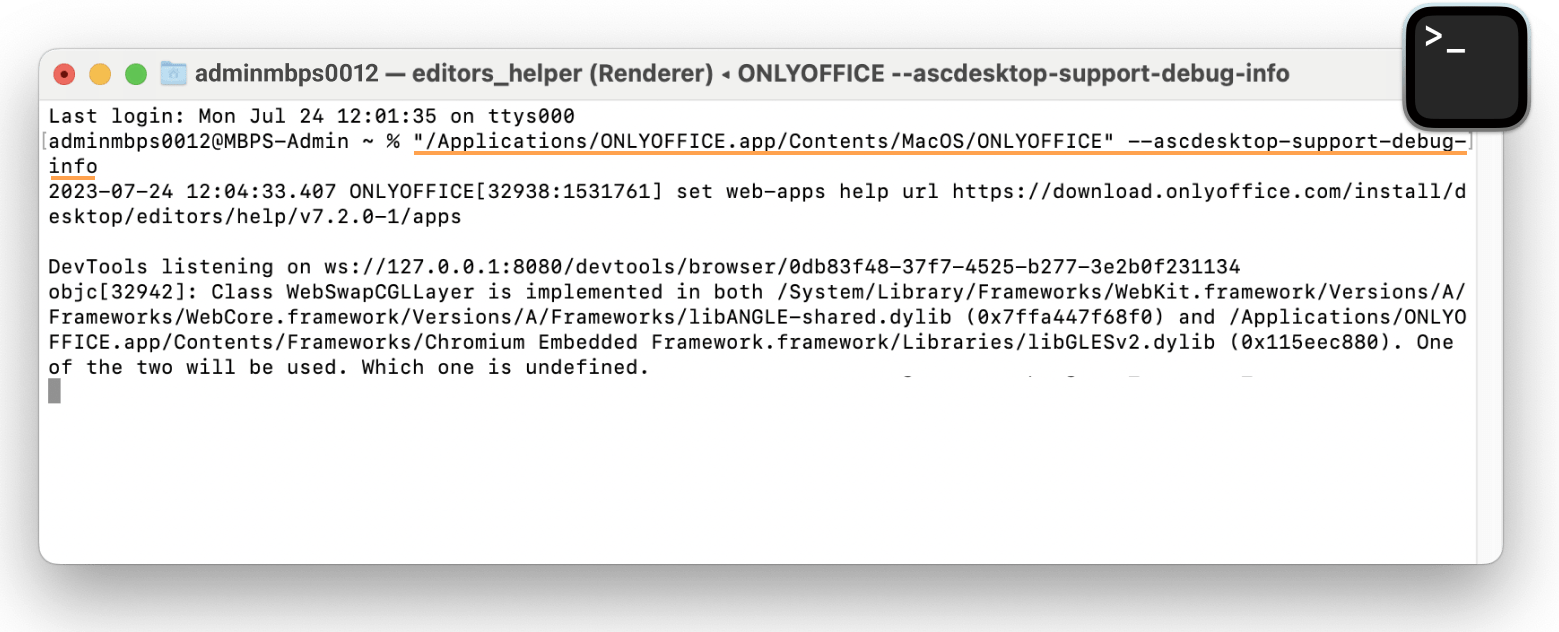 >_
adminmbps0012 — editors_helper (Renderer) ◂ ONLYOFFICE --ascdesktop-support-debug-info
Last login: Mon Jul 24 12:01:35 on ttys000
[adminmbps0012@MBPS-Admin ~ % "/Applications/ONLYOFFICE.app/Contents/MacOS/ONLYOFFICE" --ascdesktop-support-debug-]
info
2023-07-24 12:04:33.407 ONLYOFFICE[32938:1531761] set web-apps help url https://download.onlyoffice.com/install/d
esktop/editors/help/v7.2.0-1/apps
DevTools listening on ws://127.0.0.1:8080/devtools/browser/0db83f48-37f7-4525-b277-3e2b0f231134
objc[32942]: Class WebSwapCGLLayer is implemented in both /System/Library/Frameworks/WebKit.framework/Versions/A/
Frameworks/WebCore.framework/Versions/A/Frameworks/libANGLE-shared.dylib (0x7ffa447f68f0) and /Applications/ONLYO
FFICE.app/Contents/Frameworks/Chromium Embedded Framework.framework/Libraries/libGLESv2.dylib (0x115eec880). One
of the two will be used. Which one is undefined.